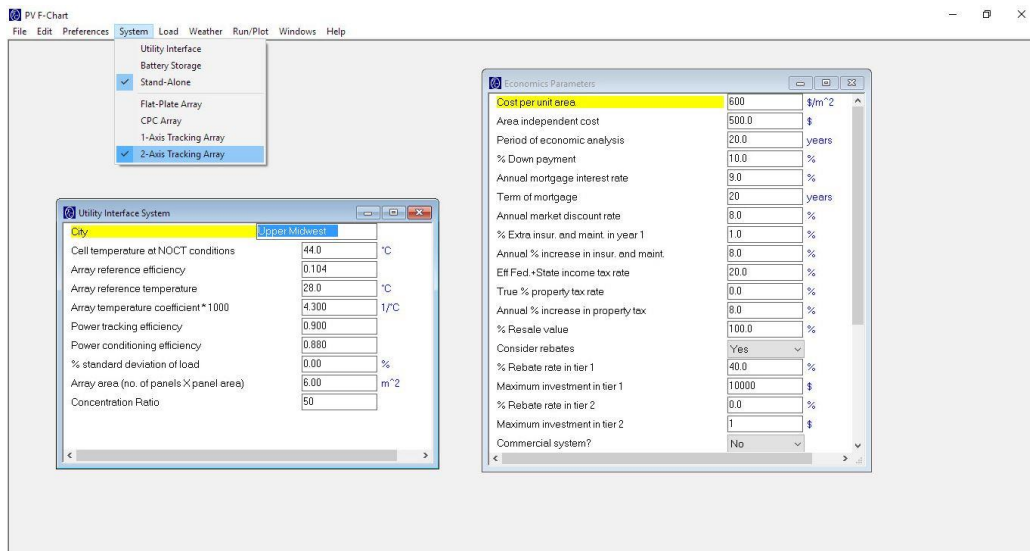 PV F-Chart
File Edit Preferences System Load Weather Run/Plot Windows Help
Utility Interface
Battery Storage
Stand-Alone
Flat-Plate Array
CPC Array
1-Axis Tracking Array
2-Axis Tracking Array
Utility Interface System
City Upper Midwest
Cell temperature at NOCT conditions 44.0 °C
Array reference efficiency 0.104
Array reference temperature 28.0 °C
Array temperature coefficient * 1000 4.300 1/°C
Power tracking efficiency 0.900
Power conditioning efficiency 0.880
% standard deviation of load 0.00 %
Array area (no. of panels X panel area) 6.00 m^2
Concentration Ratio 50
Economics Parameters
Cost per unit area 600 $/m^2
Area independent cost 500.0 $
Period of economic analysis 20.0 years
% Down payment 10.0 %
Annual mortgage interest rate 9.0 %
Term of mortgage 20 years
Annual market discount rate 8.0 %
% Extra insur. and maint. in year 1 1.0 %
Annual % increase in insur. and maint. 8.0 %
Eff Fed.+State income tax rate 20.0 %
True % property tax rate 0.0 %
Annual % increase in property tax 8.0 %
% Resale value 100.0 %
Consider rebates Yes
% Rebate rate in tier 1 40.0 %
Maximum investment in tier 1 10000 $
% Rebate rate in tier 2 0.0 %
Maximum investment in tier 2 1 $
Commercial system? No